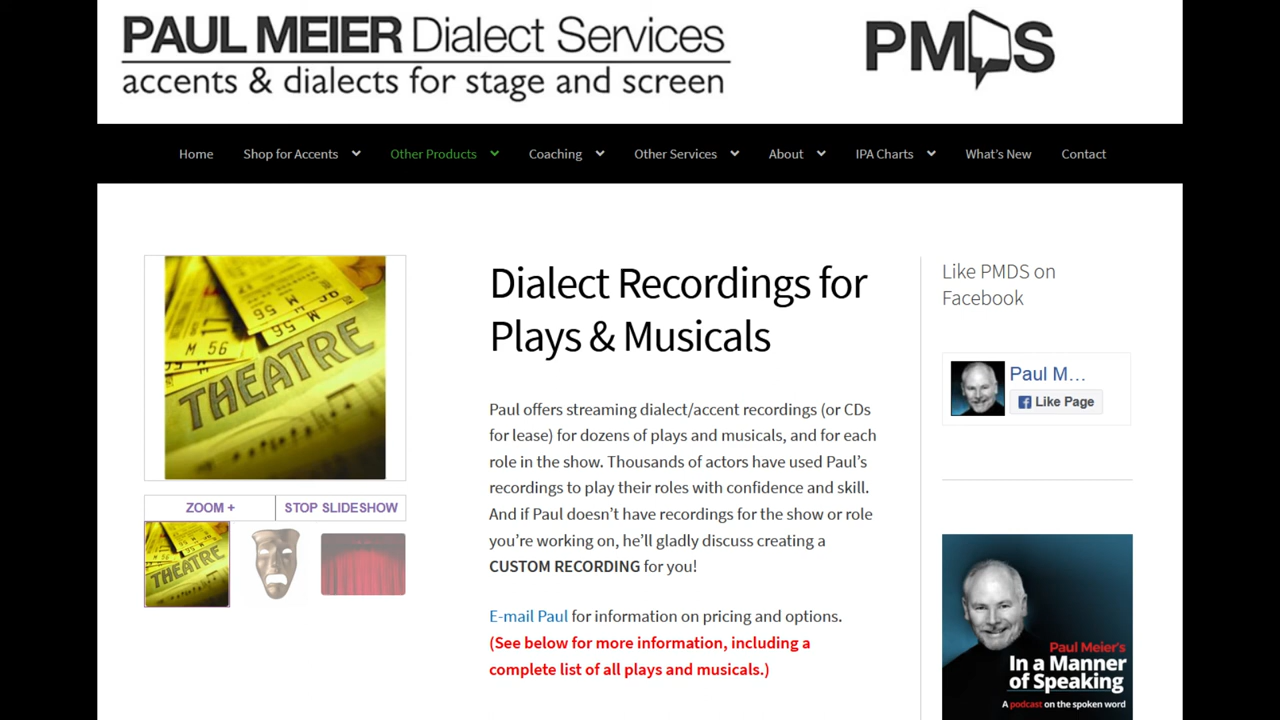 PAUL MEIER Dialect Services
accents & dialects for stage and screen
PMDS
Home
Shop for Accents
Other Products
Coaching
Other Services
About
IPA Charts
What's New
Contact
THEATRE
M 56
56
M
ZOOM +
STOP SLIDESHOW
THEATRE
Dialect Recordings for
Plays & Musicals
Paul offers streaming dialect/accent recordings (or CDs
for lease) for dozens of plays and musicals, and for each
role in the show. Thousands of actors have used Paul's
recordings to play their roles with confidence and skill.
And if Paul doesn't have recordings for the show or role
you're working on, he'll gladly discuss creating a
CUSTOM RECORDING for you!
E-mail Paul for information on pricing and options.
(See below for more information, including a
complete list of all plays and musicals.)
Like PMDS on
Facebook
Paul M...
Like Page
Paul Meier's
In a Manner
of Speaking
A podcast on the spoken word